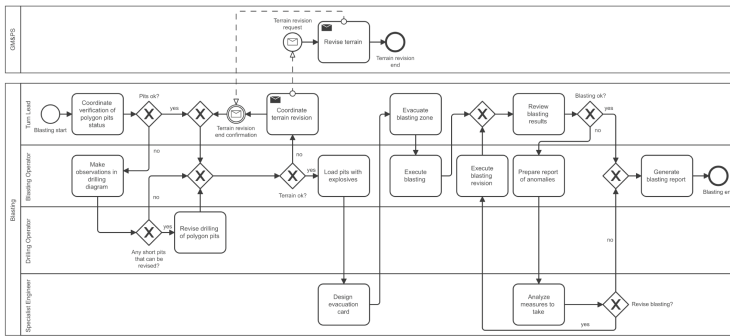 GM&PS
Terrain revision
request
Revise terrain
Terrain revision
end
Blasting
Turn Lead
Blasting start
Coordinate
verification of
polygon pits
status
Pits ok?
yes
no
Terrain revision
end confirmation
Coordinate
terrain revision
Evacuate
blasting zone
Review
blasting
results
Blasting ok?
yes
no
Blasting Operator
Make
observations in
drilling
diagram
no
no
Terrain ok?
yes
Load pits with
explosives
Execute
blasting
Execute
blasting
revision
Prepare report
of anomalies
Generate
blasting report
Blasting end
Drilling Operator
Any short pits
that can be
revised?
yes
Revise drilling
of polygon pits
no
Specialist Engineer
Design
evacuation
card
Analyze
measures to
take
Revise blasting?
yes